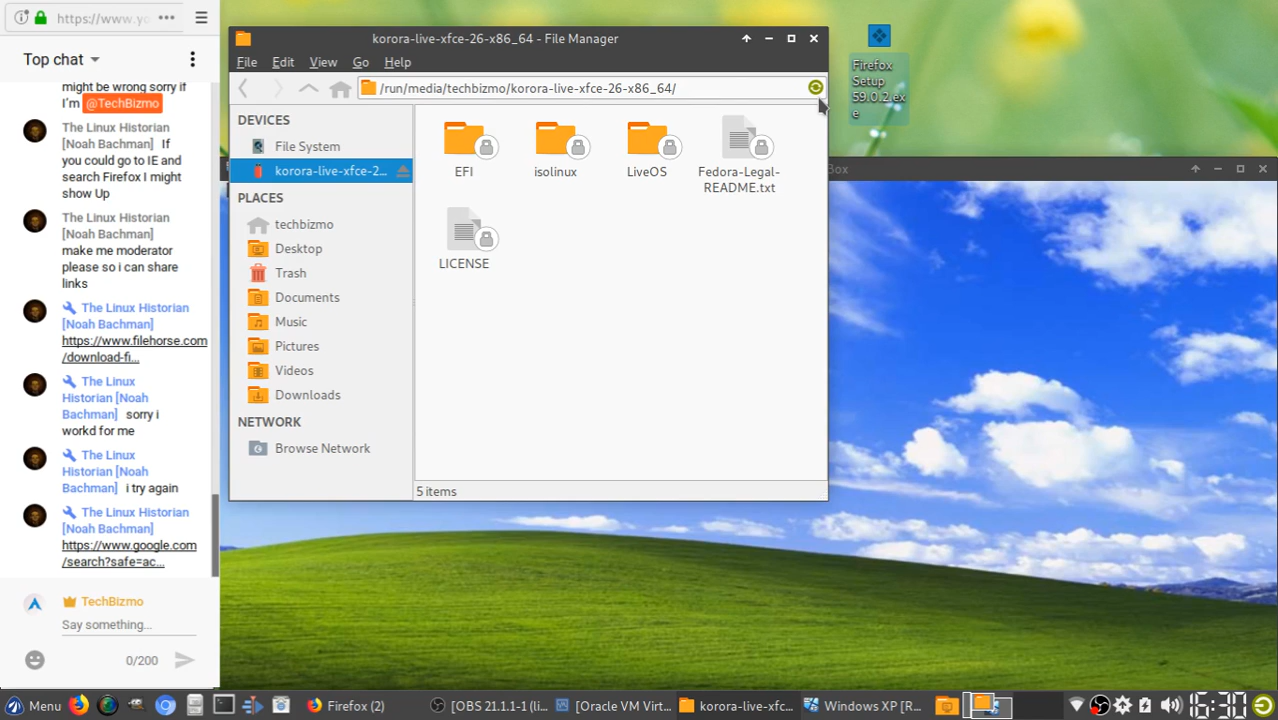 https://www.yo
Top chat
might be wrong sorry if
I'm @TechBizmo
The Linux Historian
[Noah Bachman] If
you could go to IE and
search Firefox I might
show Up
The Linux Historian
[Noah Bachman]
make me moderator
please so i can share
links
The Linux Historian
[Noah Bachman]
https://www.filehorse.com
/download-fi...
The Linux
Historian [Noah
Bachman] sorry i
workd for me
The Linux
Historian [Noah
Bachman] i try again
The Linux Historian
[Noah Bachman]
https://www.google.com
/search?safe=ac...
TechBizmo
Say something...
0/200
korora-live-xfce-26-x86_64 - File Manager
File Edit View Go Help
/run/media/techbizmo/korora-live-xfce-26-x86_64/
DEVICES
File System
korora-live-xfce-2...
PLACES
techbizmo
Desktop
Trash
Documents
Music
Pictures
Videos
Downloads
NETWORK
Browse Network
EFI
isolinux
LiveOS
Fedora-Legal-
README.txt
LICENSE
5 items
Firefox
Setup
59.0.2.ex
e
Box
Menu
Firefox (2)
[OBS 21.1.1-1 (li...
[Oracle VM Virt...
korora-live-xfc...
Windows XP [R...
16:30